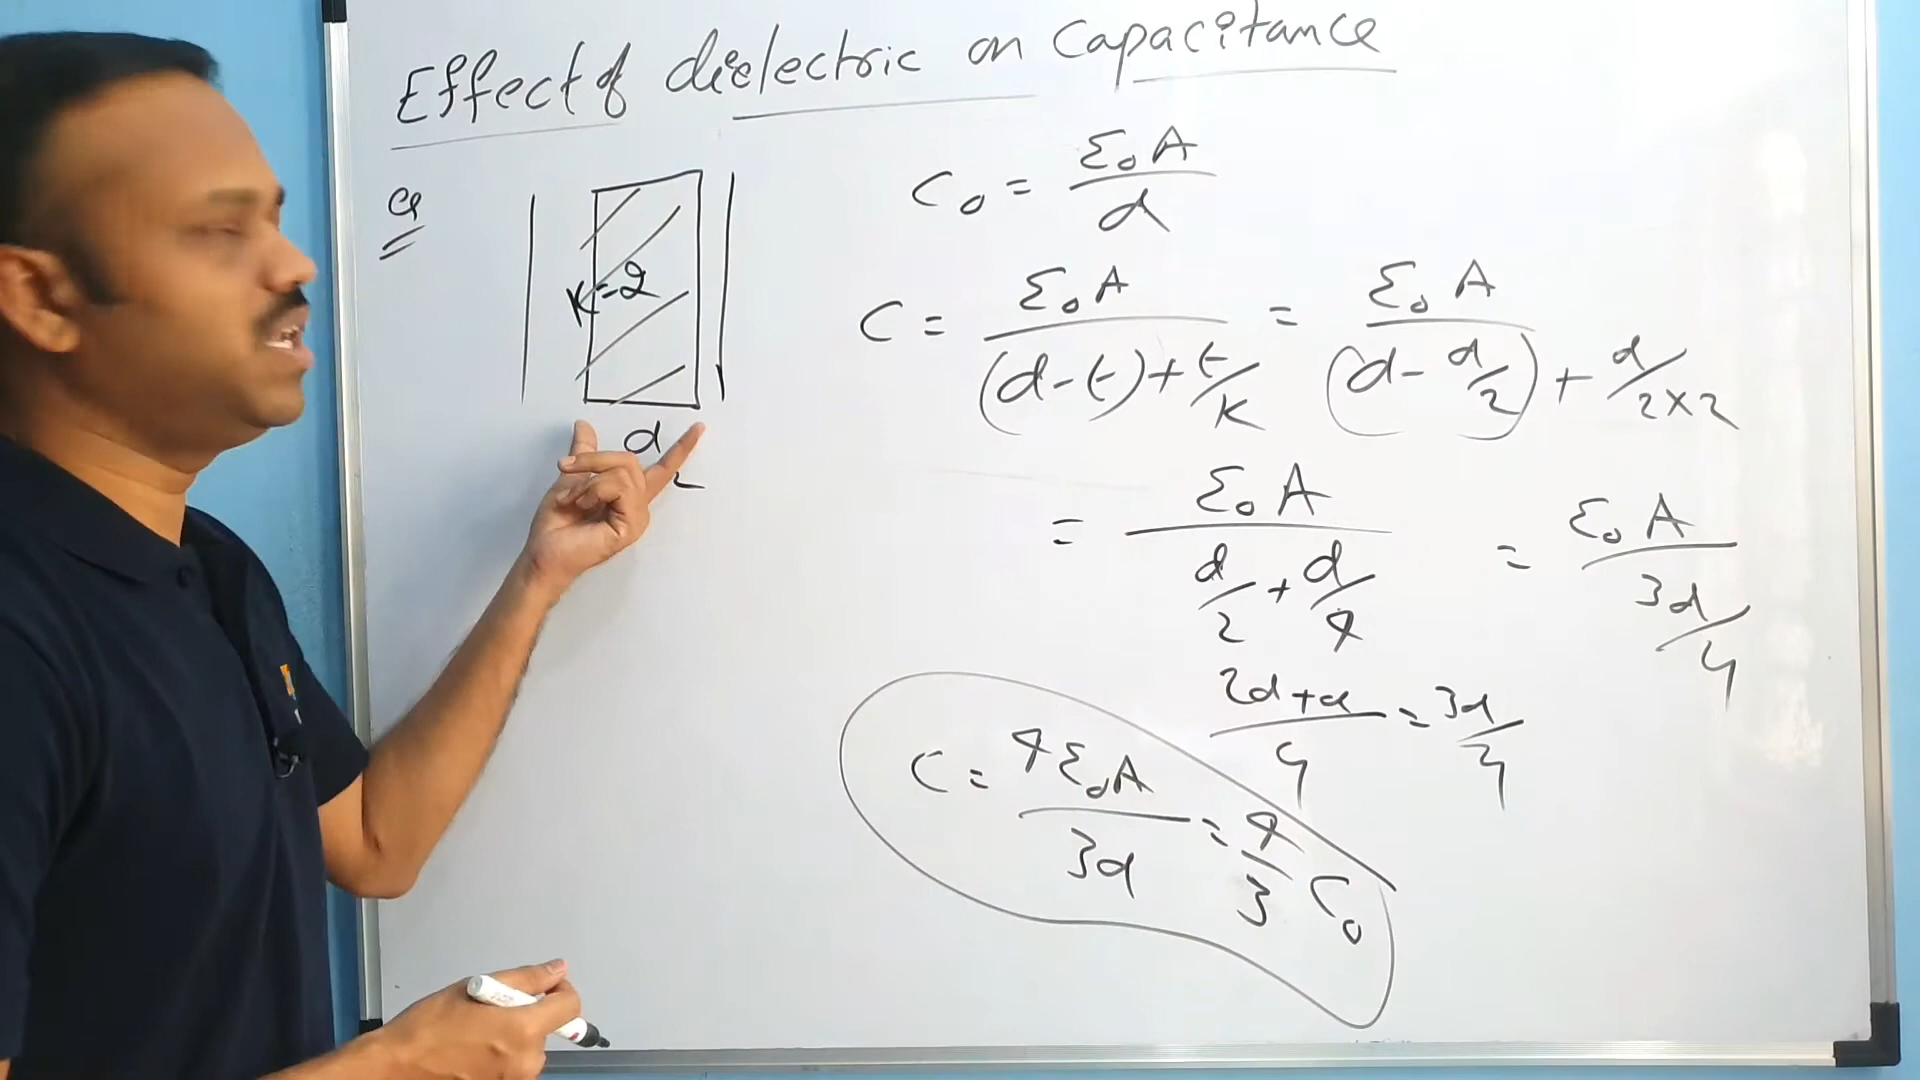 Effect of dielectric on Capacitance
Q
K=2
d/2
C₀ = ε₀A/d
C = ε₀A/((d-t)+t/K) = ε₀A/((d-d/2)+d/2×2)
= ε₀A/(d/2+d/4) = ε₀A/(3d/4)
(2d+d)/4 = 3d/4
C = 4ε₀A/3d = 4/3 C₀